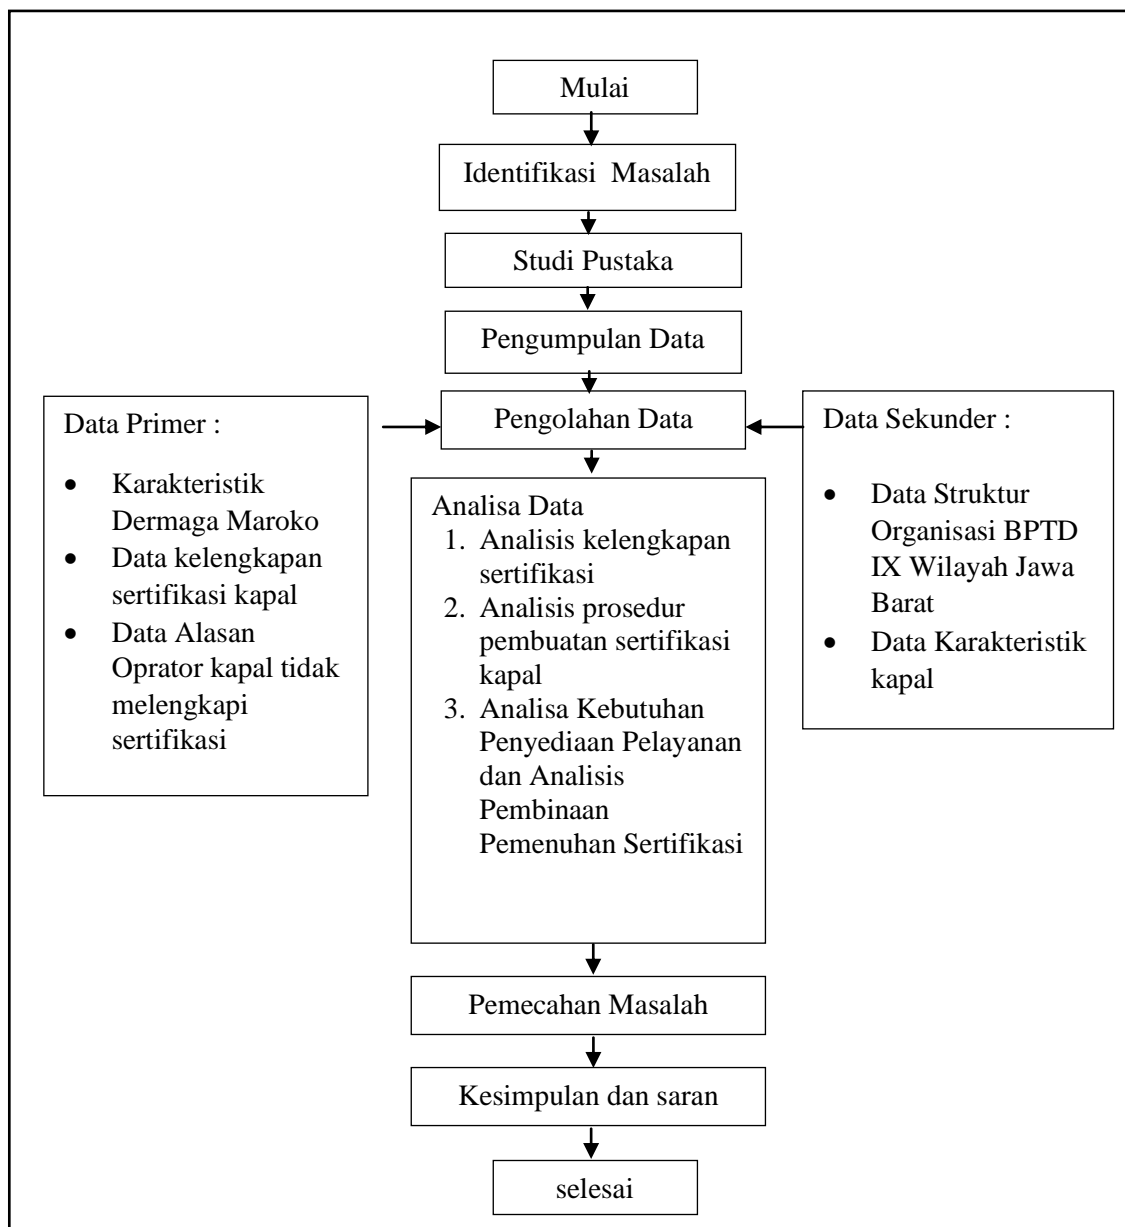 Mulai
Identifikasi Masalah
Studi Pustaka
Pengumpulan Data
Pengolahan Data
Data Primer :
• Karakteristik
Dermaga Maroko
• Data kelengkapan
sertifikasi kapal
• Data Alasan
Oprator kapal tidak
melengkapi
sertifikasi
Data Sekunder :
• Data Struktur
Organisasi BPTD
IX Wilayah Jawa
Barat
• Data Karakteristik
kapal
Analisa Data
1. Analisis kelengkapan
sertifikasi
2. Analisis prosedur
pembuatan sertifikasi
kapal
3. Analisa Kebutuhan
Penyediaan Pelayanan
dan Analisis
Pembinaan
Pemenuhan Sertifikasi
Pemecahan Masalah
Kesimpulan dan saran
selesai